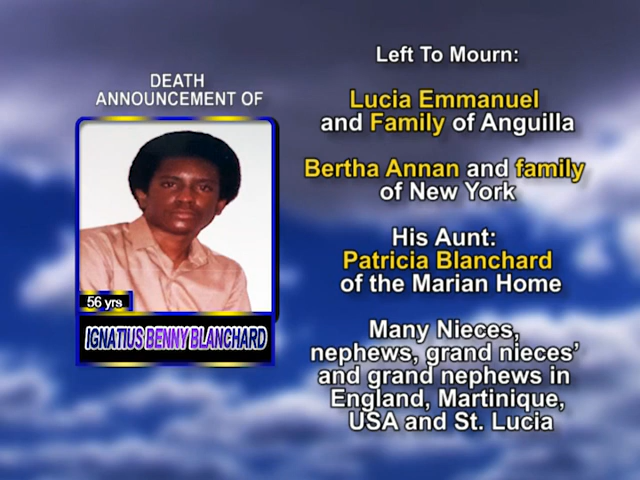 DEATH
ANNOUNCEMENT OF
56 yrs
IGNATIUS BENNY BLANCHARD
Left To Mourn:
Lucia Emmanuel
and Family of Anguilla
Bertha Annan and family
of New York
His Aunt:
Patricia Blanchard
of the Marian Home
Many Nieces,
nephews, grand nieces'
and grand nephews in
England, Martinique,
USA and St. Lucia